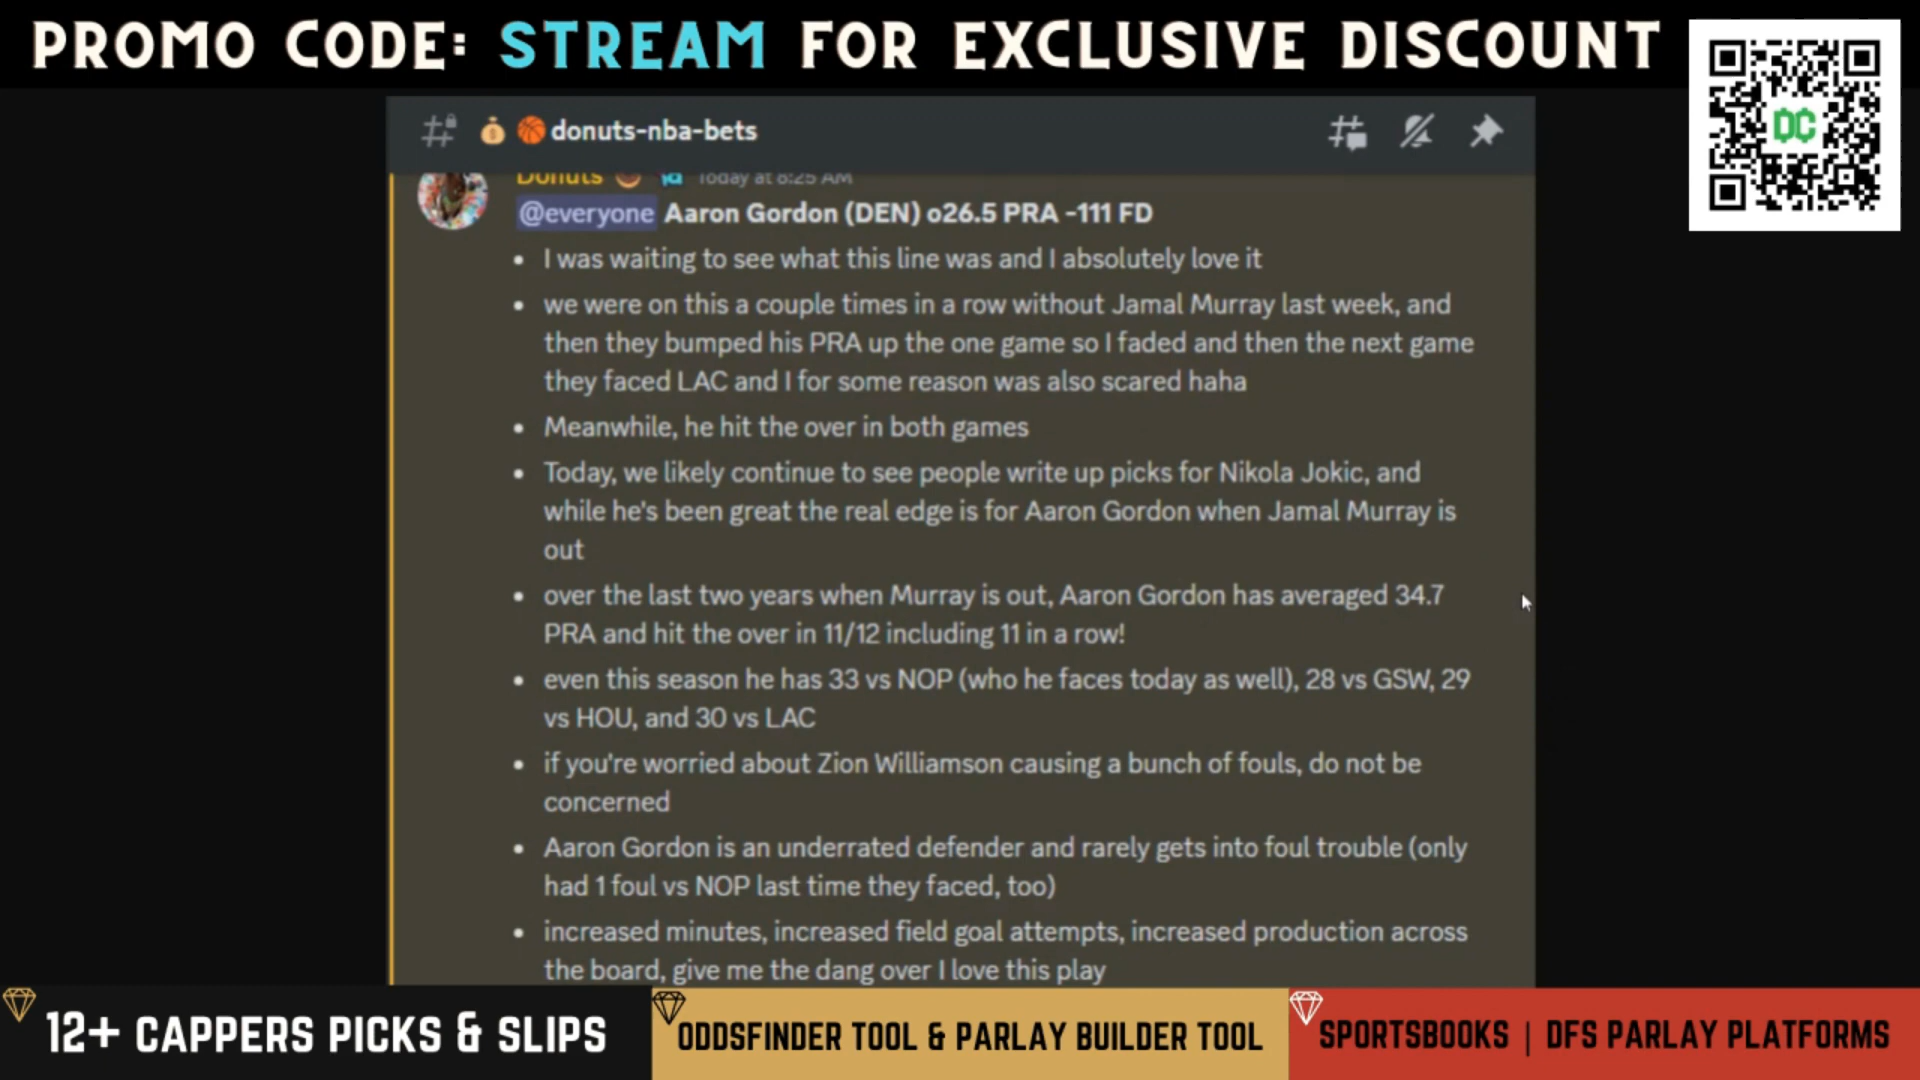 PROMO CODE: STREAM FOR EXCLUSIVE DISCOUNT
DC
donuts-nba-bets
Donuts Today at 8:25 AM
@everyone Aaron Gordon (DEN) o26.5 PRA -111 FD
• I was waiting to see what this line was and I absolutely love it
• we were on this a couple times in a row without Jamal Murray last week, and
then they bumped his PRA up the one game so I faded and then the next game
they faced LAC and I for some reason was also scared haha
• Meanwhile, he hit the over in both games
• Today, we likely continue to see people write up picks for Nikola Jokic, and
while he's been great the real edge is for Aaron Gordon when Jamal Murray is
out
• over the last two years when Murray is out, Aaron Gordon has averaged 34.7
PRA and hit the over in 11/12 including 11 in a row!
• even this season he has 33 vs NOP (who he faces today as well), 28 vs GSW, 29
vs HOU, and 30 vs LAC
• if you're worried about Zion Williamson causing a bunch of fouls, do not be
concerned
• Aaron Gordon is an underrated defender and rarely gets into foul trouble (only
had 1 foul vs NOP last time they faced, too)
• increased minutes, increased field goal attempts, increased production across
the board, give me the dang over I love this play
12+ CAPPERS PICKS & SLIPS
ODDSFINDER TOOL & PARLAY BUILDER TOOL
SPORTSBOOKS | DFS PARLAY PLATFORMS